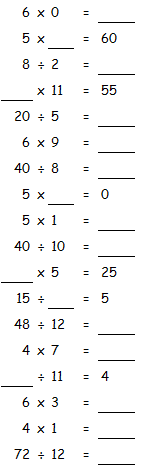 6 x 0 = ____
5 x ____ = 60
8 ÷ 2 = ____
____ x 11 = 55
20 ÷ 5 = ____
6 x 9 = ____
40 ÷ 8 = ____
5 x ____ = 0
5 x 1 = ____
40 ÷ 10 = ____
____ x 5 = 25
15 ÷ ____ = 5
48 ÷ 12 = ____
4 x 7 = ____
____ ÷ 11 = 4
6 x 3 = ____
4 x 1 = ____
72 ÷ 12 = ____